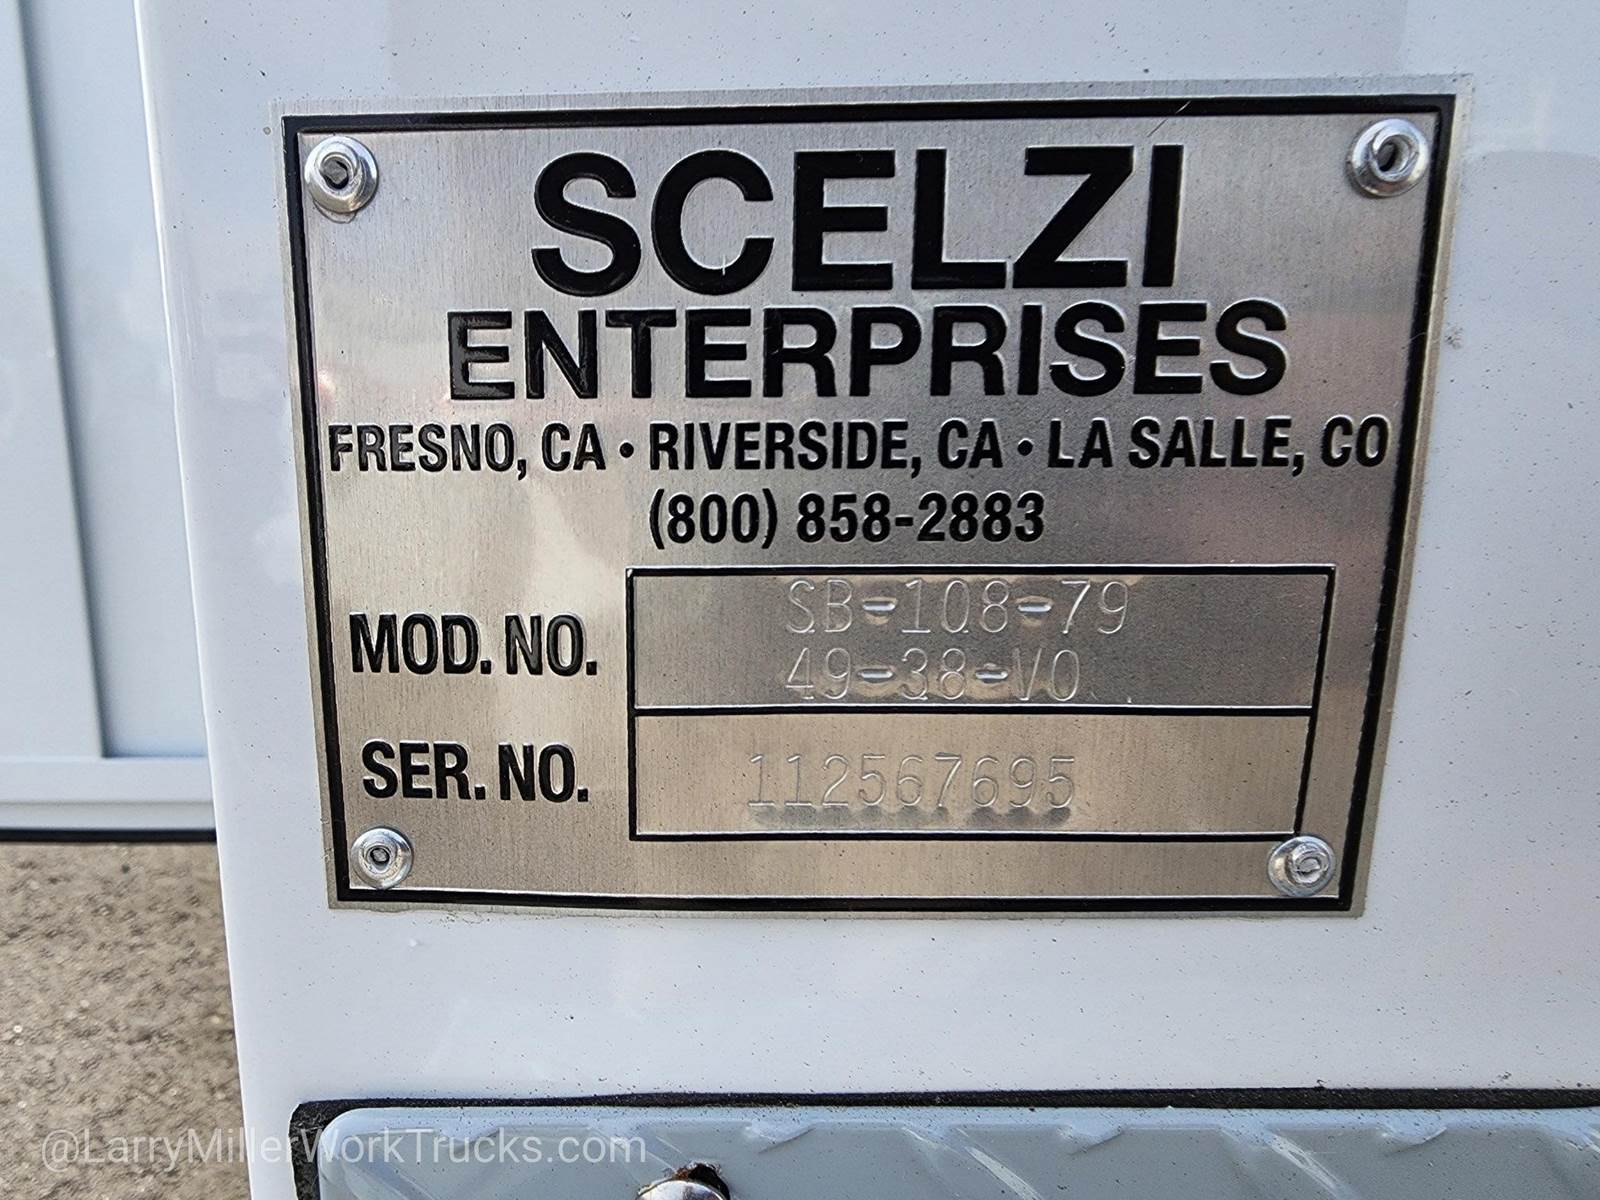 SCELZI
ENTERPRISES
FRESNO, CA • RIVERSIDE, CA • LA SALLE, CO
(800) 858-2883
MOD. NO. SB-108-79
49-38-VO
SER. NO. 112567695
@LarryMillerWorkTrucks.com